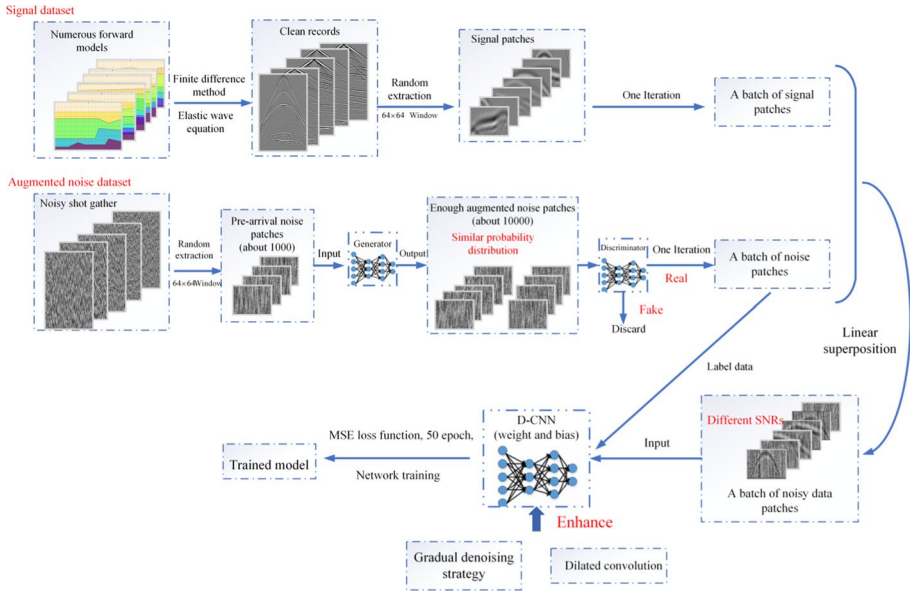 Signal dataset
Numerous forward
models
Finite difference
method
Elastic wave
equation
Clean records
Random
extraction
64×64 Window
Signal patches
One Iteration
A batch of signal
patches
Augmented noise dataset
Noisy shot gather
Random
extraction
64×64Window
Pre-arrival noise
patches
(about 1000)
Input
Generator
Output
Enough augmented noise patches
(about 10000)
Similar probability
distribution
Discriminator
One Iteration
Real
Fake
Discard
A batch of noise
patches
Linear
superposition
Label data
Different SNRs
A batch of noisy data
patches
Input
D-CNN
(weight and bias)
MSE loss function, 50 epoch,
Network training
Trained model
Enhance
Gradual denoising
strategy
Dilated convolution